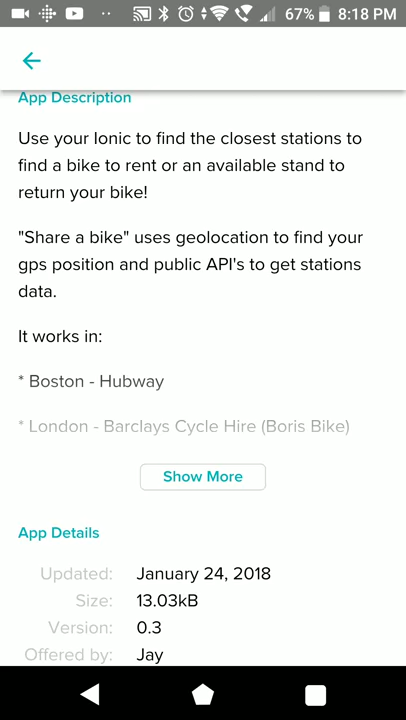 67% 8:18 PM
App Description
Use your Ionic to find the closest stations to
find a bike to rent or an available stand to
return your bike!
"Share a bike" uses geolocation to find your
gps position and public API's to get stations
data.
It works in:
* Boston - Hubway
* London - Barclays Cycle Hire (Boris Bike)
Show More
App Details
Updated: January 24, 2018
Size: 13.03kB
Version: 0.3
Offered by: Jay